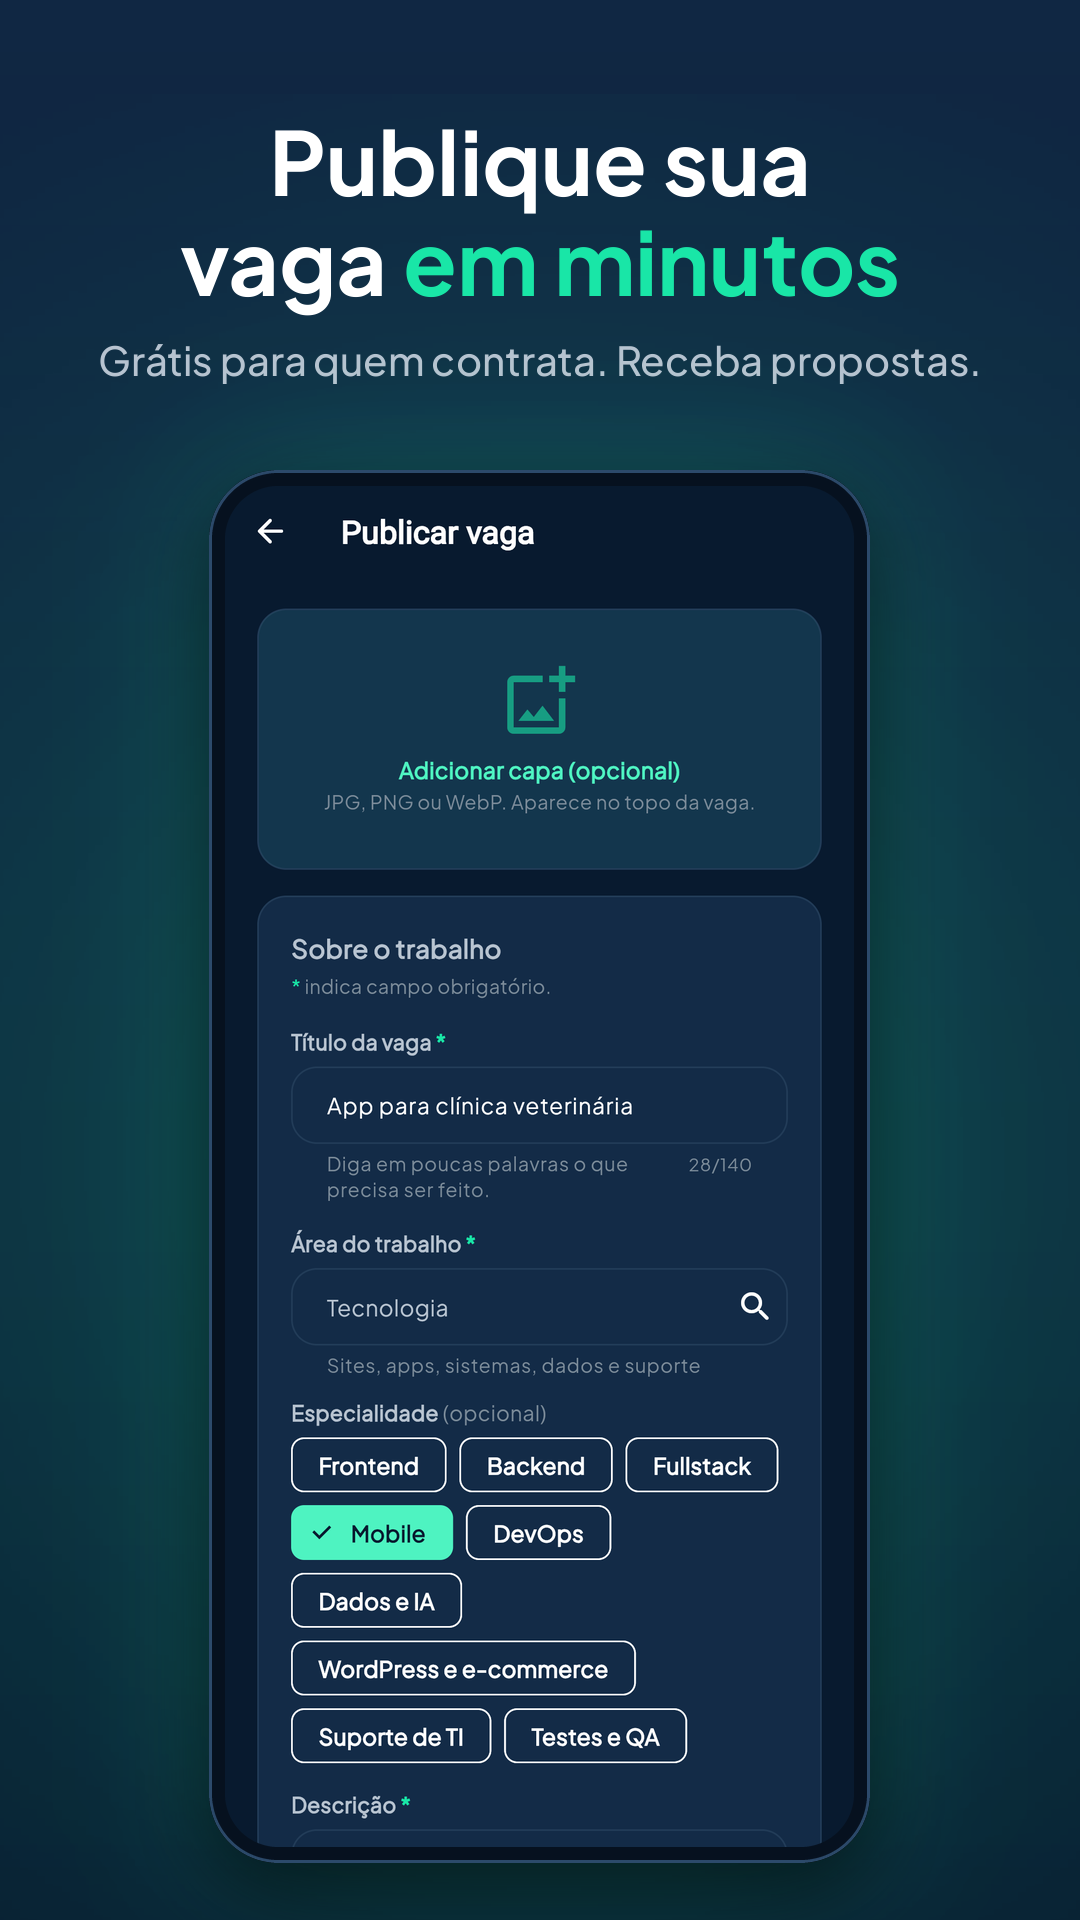 Publique sua
vaga em minutos
Grátis para quem contrata. Receba propostas.
Publicar vaga
Adicionar capa (opcional)
JPG, PNG ou WebP. Aparece no topo da vaga.
Sobre o trabalho
* indica campo obrigatório.
Título da vaga *
App para clínica veterinária
Diga em poucas palavras o que 28/140
precisa ser feito.
Área do trabalho *
Tecnologia
Sites, apps, sistemas, dados e suporte
Especialidade (opcional)
Frontend Backend Fullstack
Mobile DevOps
Dados e IA
WordPress e e-commerce
Suporte de TI Testes e QA
Descrição *